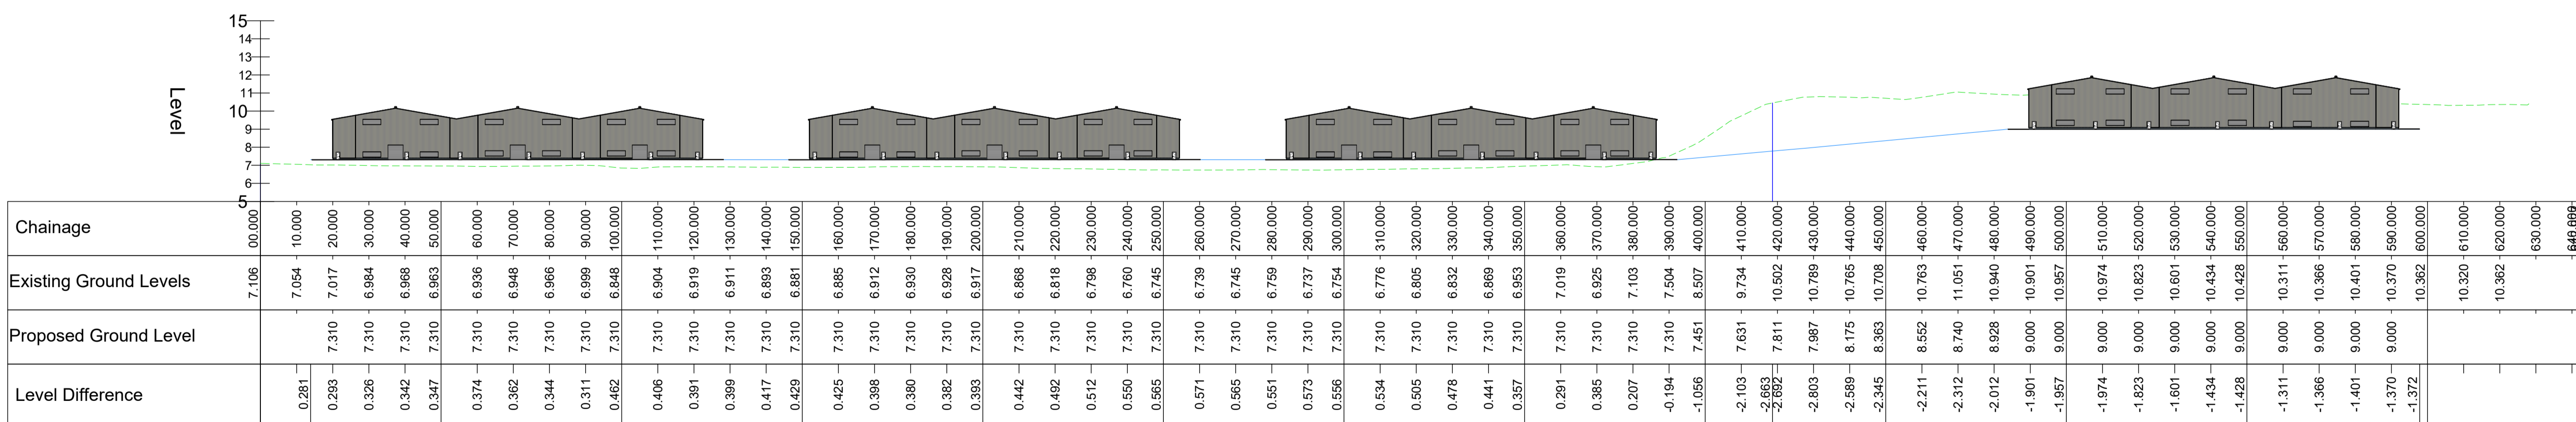 15
14
13
12
11
10
9
8
7
6
5
Level
Chainage 00.000 10.000 20.000 30.000 40.000 50.000 60.000 70.000 80.000 90.000 100.000 110.000 120.000 130.000 140.000 150.000 160.000 170.000 180.000 190.000 200.000 210.000 220.000 230.000 240.000 250.000 260.000 270.000 280.000 290.000 300.000 310.000 320.000 330.000 340.000 350.000 360.000 370.000 380.000 390.000 400.000 410.000 420.000 430.000 440.000 450.000 460.000 470.000 480.000 490.000 500.000 510.000 520.000 530.000 540.000 550.000 560.000 570.000 580.000 590.000 600.000 610.000 620.000 630.000
Existing Ground Levels 7.106 7.054 7.017 6.984 6.968 6.963 6.936 6.948 6.966 6.999 6.848 6.904 6.919 6.911 6.893 6.881 6.885 6.912 6.930 6.928 6.917 6.868 6.818 6.798 6.760 6.745 6.739 6.745 6.759 6.737 6.754 6.776 6.805 6.832 6.869 6.953 7.019 6.925 7.103 7.504 8.507 9.734 10.502 10.789 10.765 10.708 10.763 11.051 10.940 10.901 10.957 10.974 10.823 10.601 10.434 10.428 10.311 10.366 10.401 10.370 10.362 10.320 10.362
Proposed Ground Level 7.310 7.310 7.310 7.310 7.310 7.310 7.310 7.310 7.310 7.310 7.310 7.310 7.310 7.310 7.310 7.310 7.310 7.310 7.310 7.310 7.310 7.310 7.310 7.310 7.310 7.310 7.310 7.310 7.310 7.310 7.310 7.310 7.310 7.310 7.310 7.310 7.310 7.310 7.451 7.631 7.811 7.987 8.175 8.363 8.552 8.740 8.928 9.000 9.000 9.000 9.000 9.000 9.000 9.000 9.000 9.000 9.000 9.000
Level Difference 0.281 0.293 0.326 0.342 0.347 0.374 0.362 0.344 0.311 0.462 0.406 0.391 0.399 0.417 0.429 0.425 0.398 0.380 0.382 0.393 0.442 0.492 0.512 0.550 0.565 0.571 0.565 0.551 0.573 0.556 0.534 0.505 0.478 0.441 0.357 0.291 0.385 0.207 -0.194 -1.056 -2.103 -2.663 -2.692 -2.803 -2.589 -2.345 -2.211 -2.312 -2.012 -1.901 -1.957 -1.974 -1.823 -1.601 -1.434 -1.428 -1.311 -1.366 -1.401 -1.370 -1.372